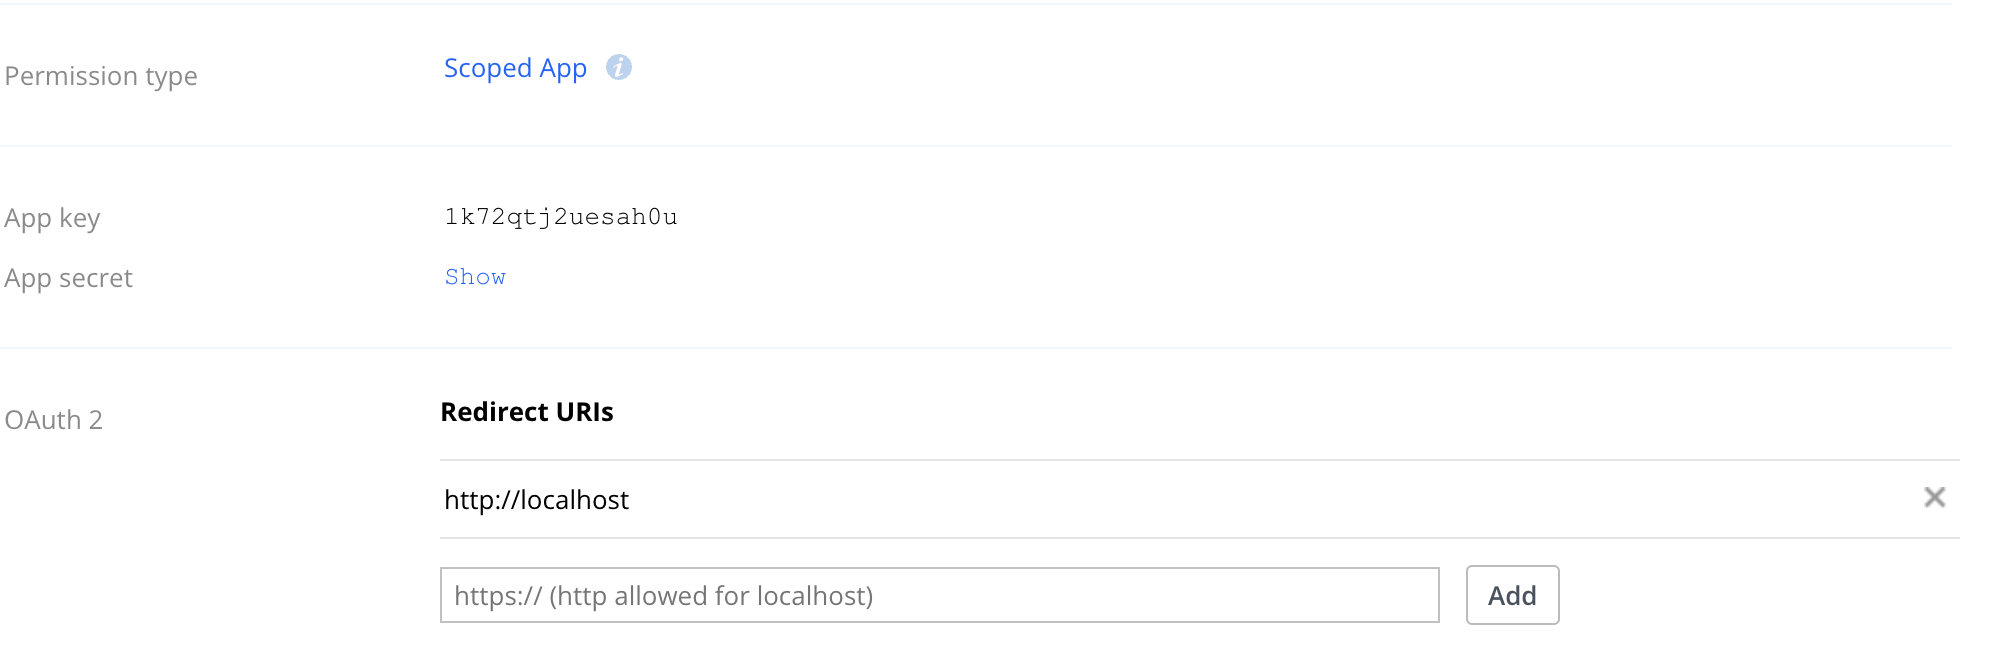 Permission type
Scoped App
App key
1k72qtj2uesah0u
App secret
Show
OAuth 2
Redirect URIs
http://localhost
https:// (http allowed for localhost)
Add